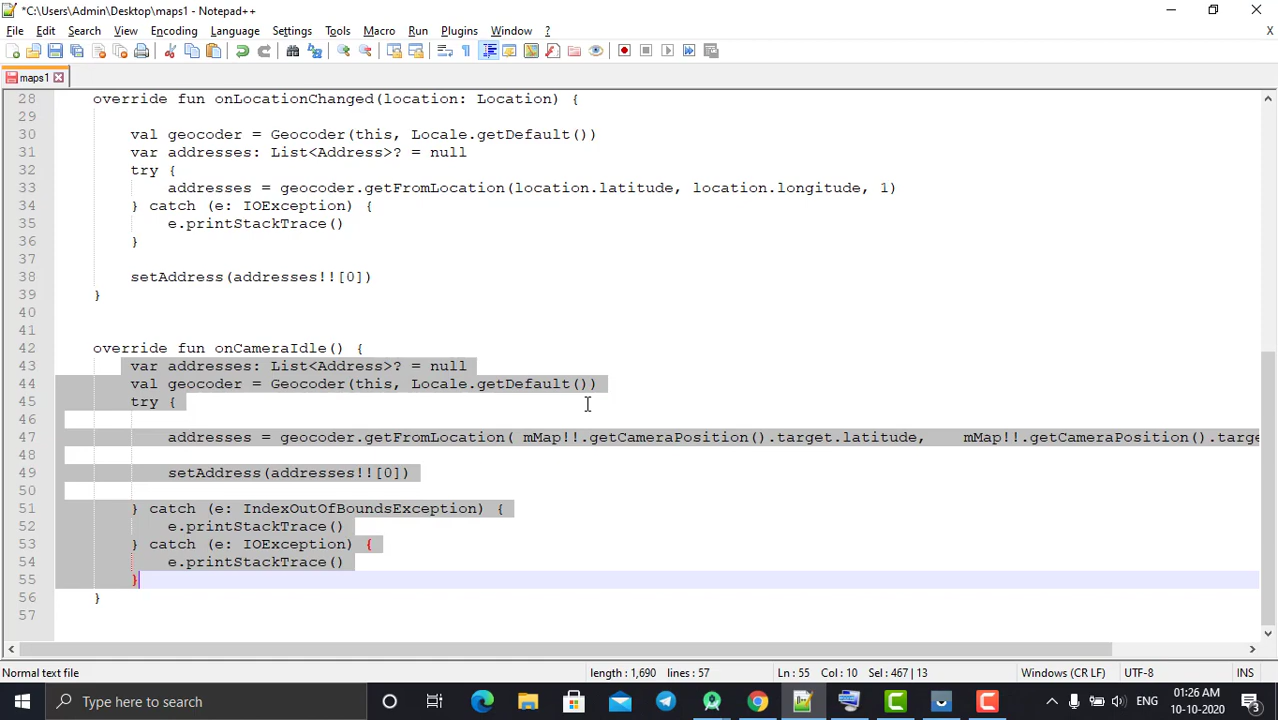 *C:\Users\Admin\Desktop\maps1 - Notepad++
File Edit Search View Encoding Language Settings Tools Macro Run Plugins Window ? X
maps1
28 override fun onLocationChanged(location: Location) {
29
30 val geocoder = Geocoder(this, Locale.getDefault())
31 var addresses: List<Address>? = null
32 try {
33 addresses = geocoder.getFromLocation(location.latitude, location.longitude, 1)
34 } catch (e: IOException) {
35 e.printStackTrace()
36 }
37
38 setAddress(addresses!![0])
39 }
40
41
42 override fun onCameraIdle() {
43 var addresses: List<Address>? = null
44 val geocoder = Geocoder(this, Locale.getDefault())
45 try {
46
47 addresses = geocoder.getFromLocation( mMap!!.getCameraPosition().target.latitude, mMap!!.getCameraPosition().targe
48
49 setAddress(addresses!![0])
50
51 } catch (e: IndexOutOfBoundsException) {
52 e.printStackTrace()
53 } catch (e: IOException) {
54 e.printStackTrace()
55 }
56 }
57
Normal text file length : 1,690 lines : 57 Ln : 55 Col : 10 Sel : 467 | 13 Windows (CR LF) UTF-8 INS
Type here to search ENG 01:26 AM
10-10-2020 3